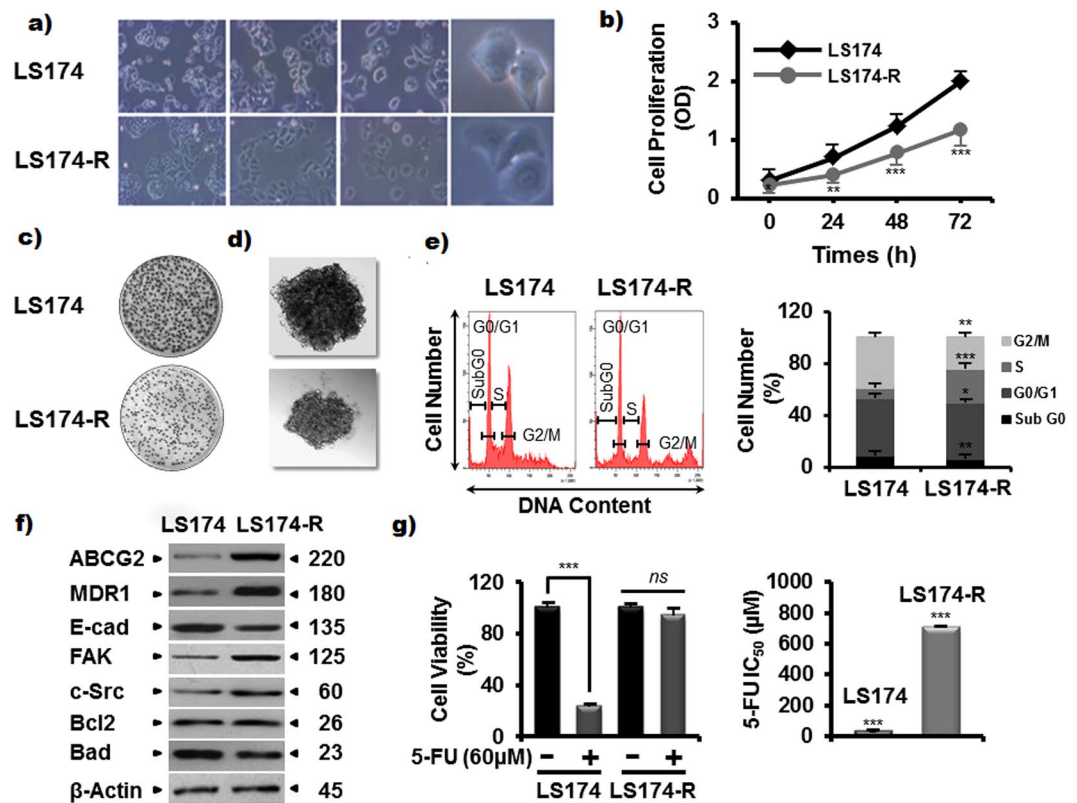 a)
LS174
LS174-R
b)
Cell Proliferation
(OD)
3
2
1
0
LS174
LS174-R
*
**
***
***
0 24 48 72
Times (h)
c)
LS174
LS174-R
d)
e)
LS174 LS174-R
Cell Number
G0/G1
SubG0
S
G2/M
G0/G1
SubG0
S
G2/M
DNA Content
Cell Number
(%)
120
80
40
0
**
***
*
**
G2/M
S
G0/G1
Sub G0
LS174 LS174-R
f)
LS174 LS174-R
ABCG2 220
MDR1 180
E-cad 135
FAK 125
c-Src 60
Bcl2 26
Bad 23
β-Actin 45
g)
Cell Viability
(%)
120
80
40
0
***
ns
5-FU (60µM) − + − +
LS174 LS174-R
5-FU IC50 (µM)
1000
800
600
400
200
0
LS174
***
LS174-R
***